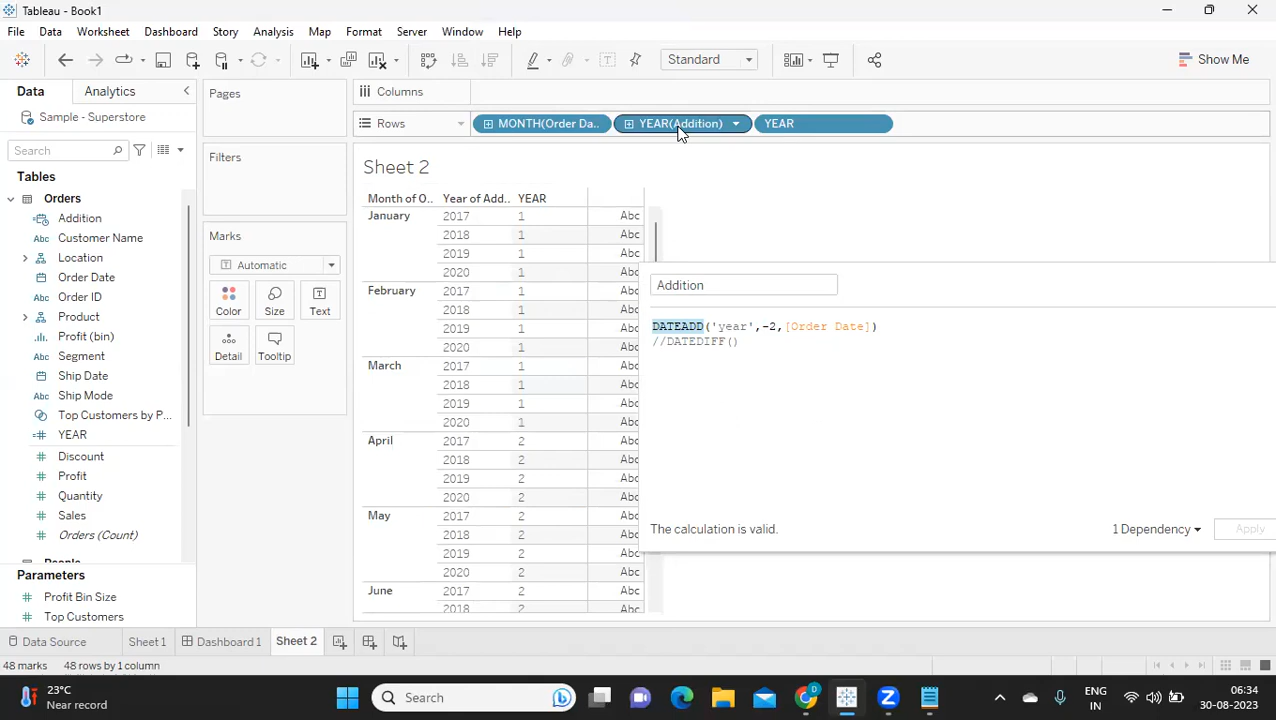 Tableau - Book1
File Data Worksheet Dashboard Story Analysis Map Format Server Window Help
Standard
Show Me
Data Analytics
Pages
Columns
Sample - Superstore
Rows MONTH(Order Da.. YEAR(Addition) YEAR
Search
Filters
Sheet 2
Tables
Orders
Month of O.. Year of Add.. YEAR
Addition
Customer Name
Location
Order Date
Order ID
Product
Profit (bin)
Segment
Ship Date
Ship Mode
Top Customers by P...
YEAR
Discount
Profit
Quantity
Sales
Orders (Count)
Parameters
Profit Bin Size
Top Customers
Marks
Automatic
Color Size Text
Detail Tooltip
January 2017 1 Abc
2018 1 Abc
2019 1 Abc
2020 1 Abc
February 2017 1 Abc
2018 1 Abc
2019 1 Abc
2020 1 Abc
March 2017 1 Abc
2018 1 Abc
2019 1 Abc
2020 1 Abc
April 2017 2 Abc
2018 2 Abc
2019 2 Abc
2020 2 Abc
May 2017 2 Abc
2018 2 Abc
2019 2 Abc
2020 2 Abc
June 2017 2 Abc
2018 2 Abc
Addition
DATEADD('year',-2,[Order Date])
//DATEDIFF()
The calculation is valid. 1 Dependency Apply
Data Source Sheet 1 Dashboard 1 Sheet 2
48 marks 48 rows by 1 column
23°C
Near record
Search
ENG
IN
06:34
30-08-2023